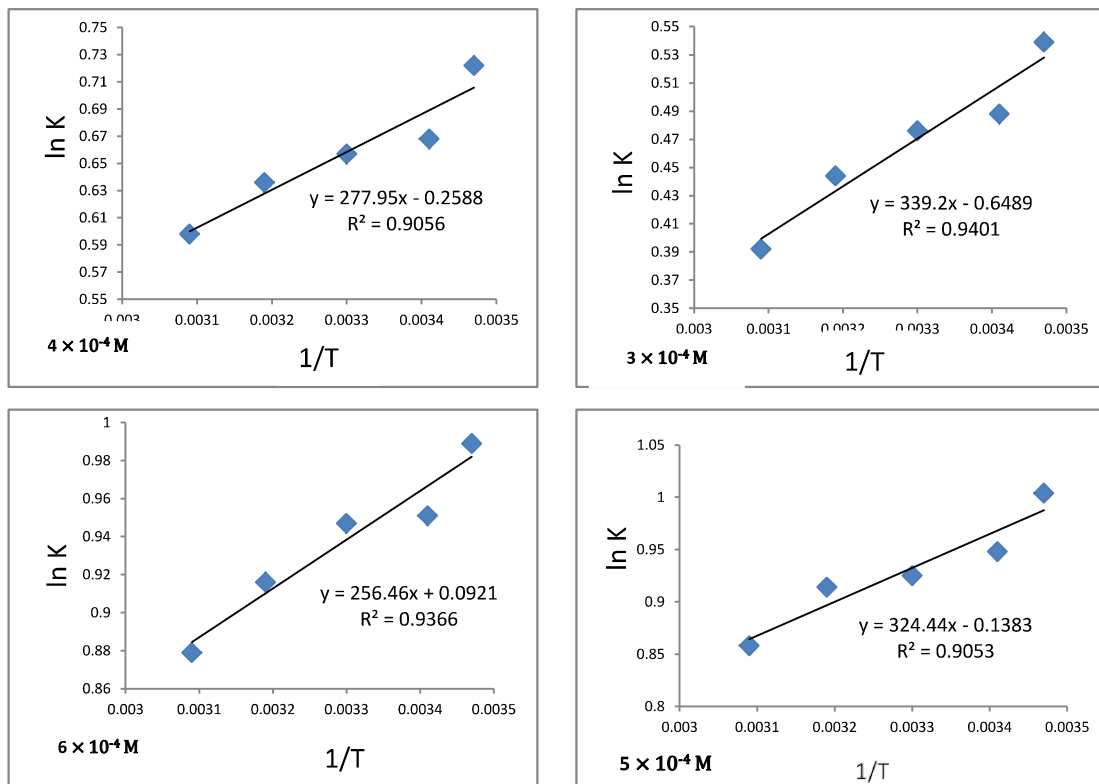 0.75
0.73
0.71
0.69
0.67
0.65
0.63
0.61
0.59
0.57
0.55
ln K
y = 277.95x - 0.2588
R² = 0.9056
0.003 0.0031 0.0032 0.0033 0.0034 0.0035
4 × 10⁻⁴ M
1/T
0.55
0.53
0.51
0.49
0.47
0.45
0.43
0.41
0.39
0.37
0.35
ln K
y = 339.2x - 0.6489
R² = 0.9401
0.003 0.0031 0.0032 0.0033 0.0034 0.0035
3 × 10⁻⁴ M
1/T
1
0.98
0.96
0.94
0.92
0.9
0.88
0.86
ln K
y = 256.46x + 0.0921
R² = 0.9366
0.003 0.0031 0.0032 0.0033 0.0034 0.0035
6 × 10⁻⁴ M
1/T
1.05
1
0.95
0.9
0.85
0.8
ln K
y = 324.44x - 0.1383
R² = 0.9053
0.003 0.0031 0.0032 0.0033 0.0034 0.0035
5 × 10⁻⁴ M
1/T